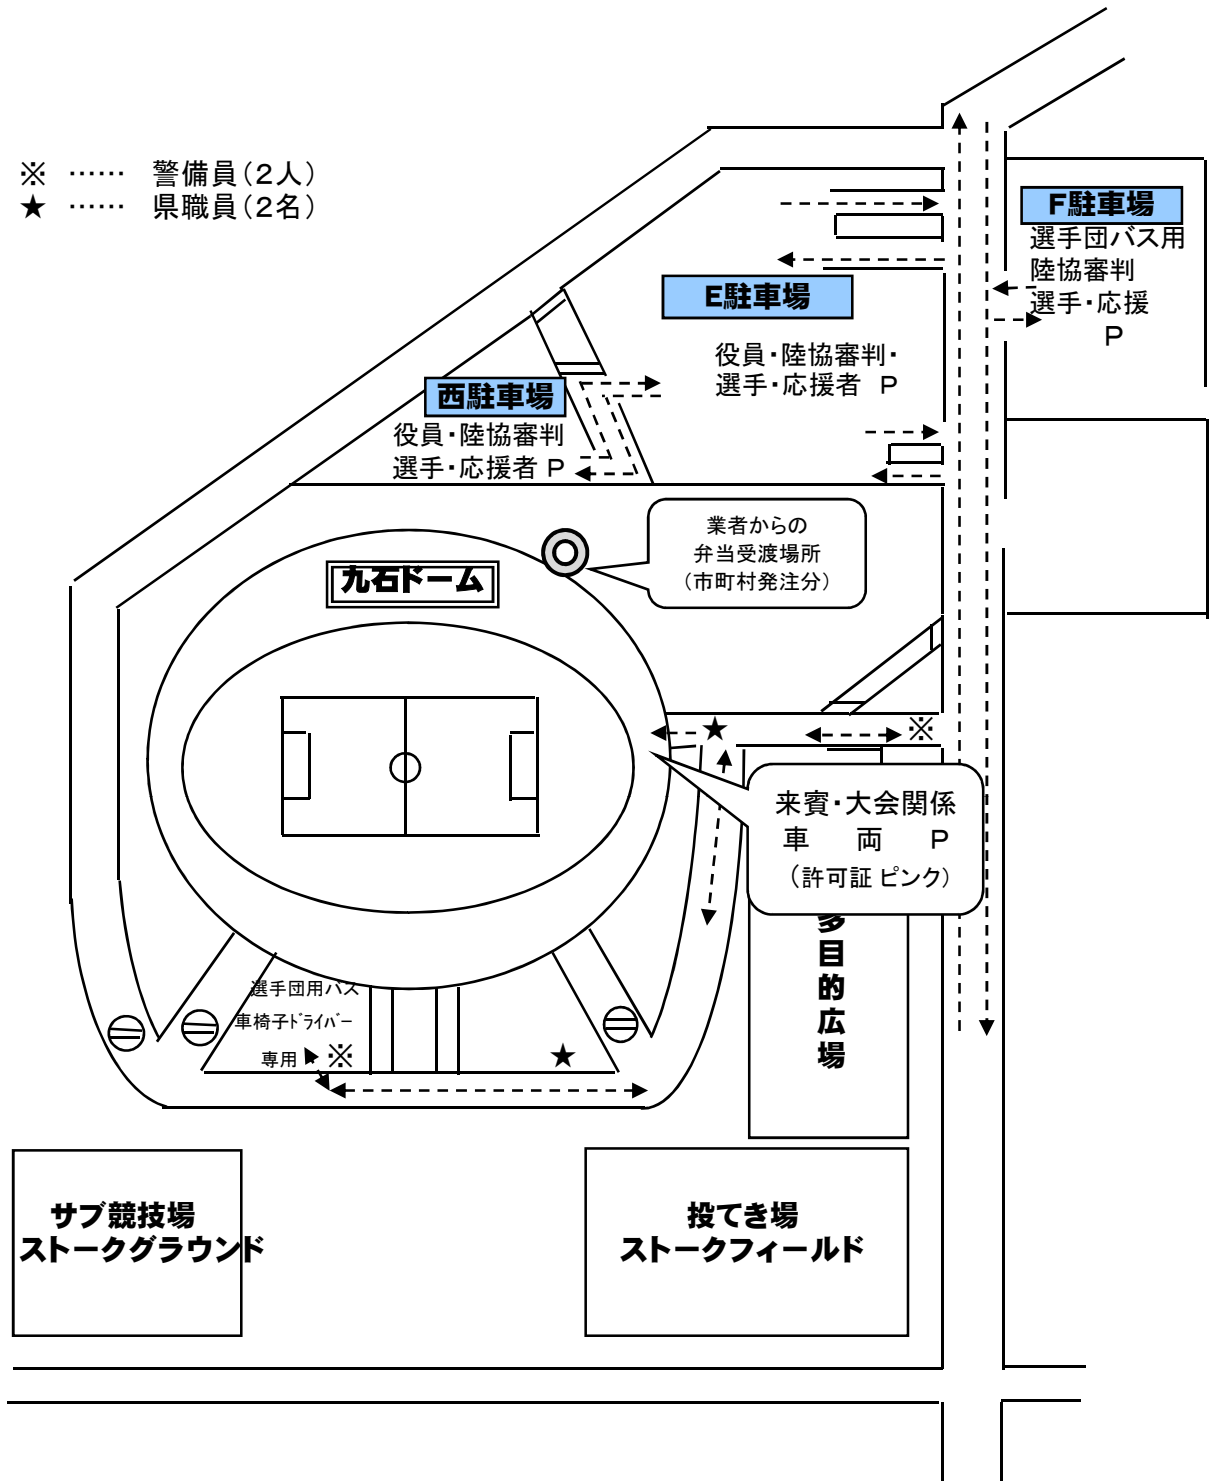 ※ …… 警備員（２人）
★ …… 県職員（２名）
F駐車場
選手団バス用
陸協審判
選手・応援
Ｐ
E駐車場
役員・陸協審判・
選手・応援者 Ｐ
西駐車場
役員・陸協審判
選手・応援者 Ｐ
業者からの
弁当受渡場所
（市町村発注分）
九石ドーム
★
※
来賓・大会関係
車 両 Ｐ
（許可証 ピンク）
多目的広場
選手団用バス
車椅子ﾄﾞﾗｲﾊﾞｰ
専用 ※
★
サブ競技場
ストークグラウンド
投てき場
ストークフィールド